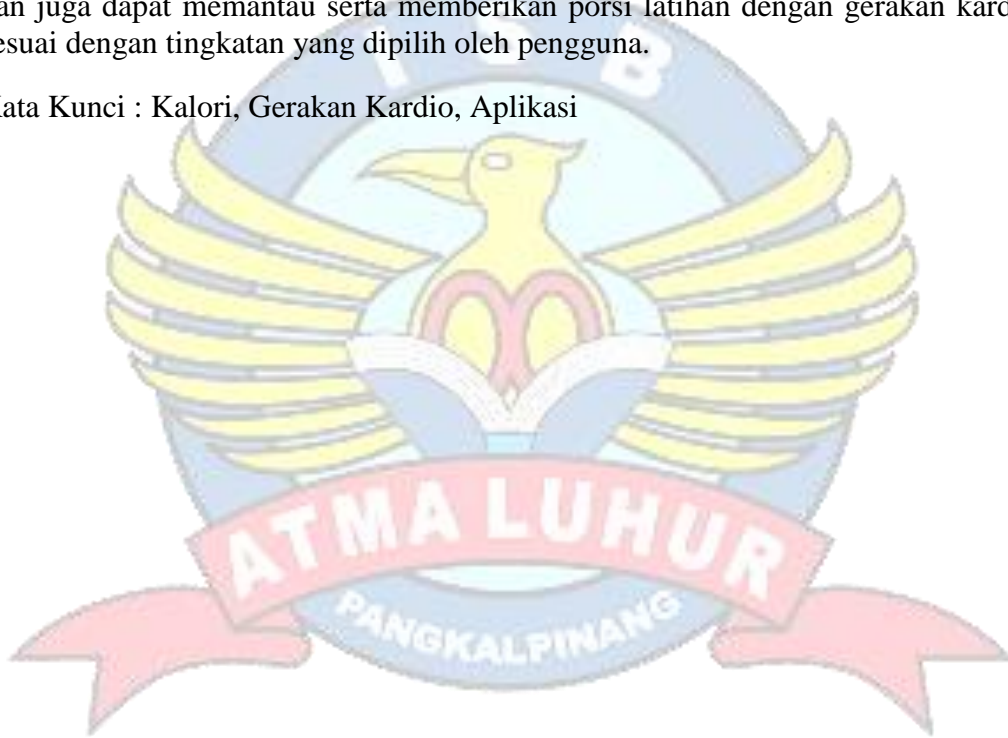 an juga dapat memantau serta memberikan porsi latihan dengan gerakan kard
esuai dengan tingkatan yang dipilih oleh pengguna.
Kata Kunci : Kalori, Gerakan Kardio, Aplikasi
I S B
ATMA LUHUR
PANGKALPINANG